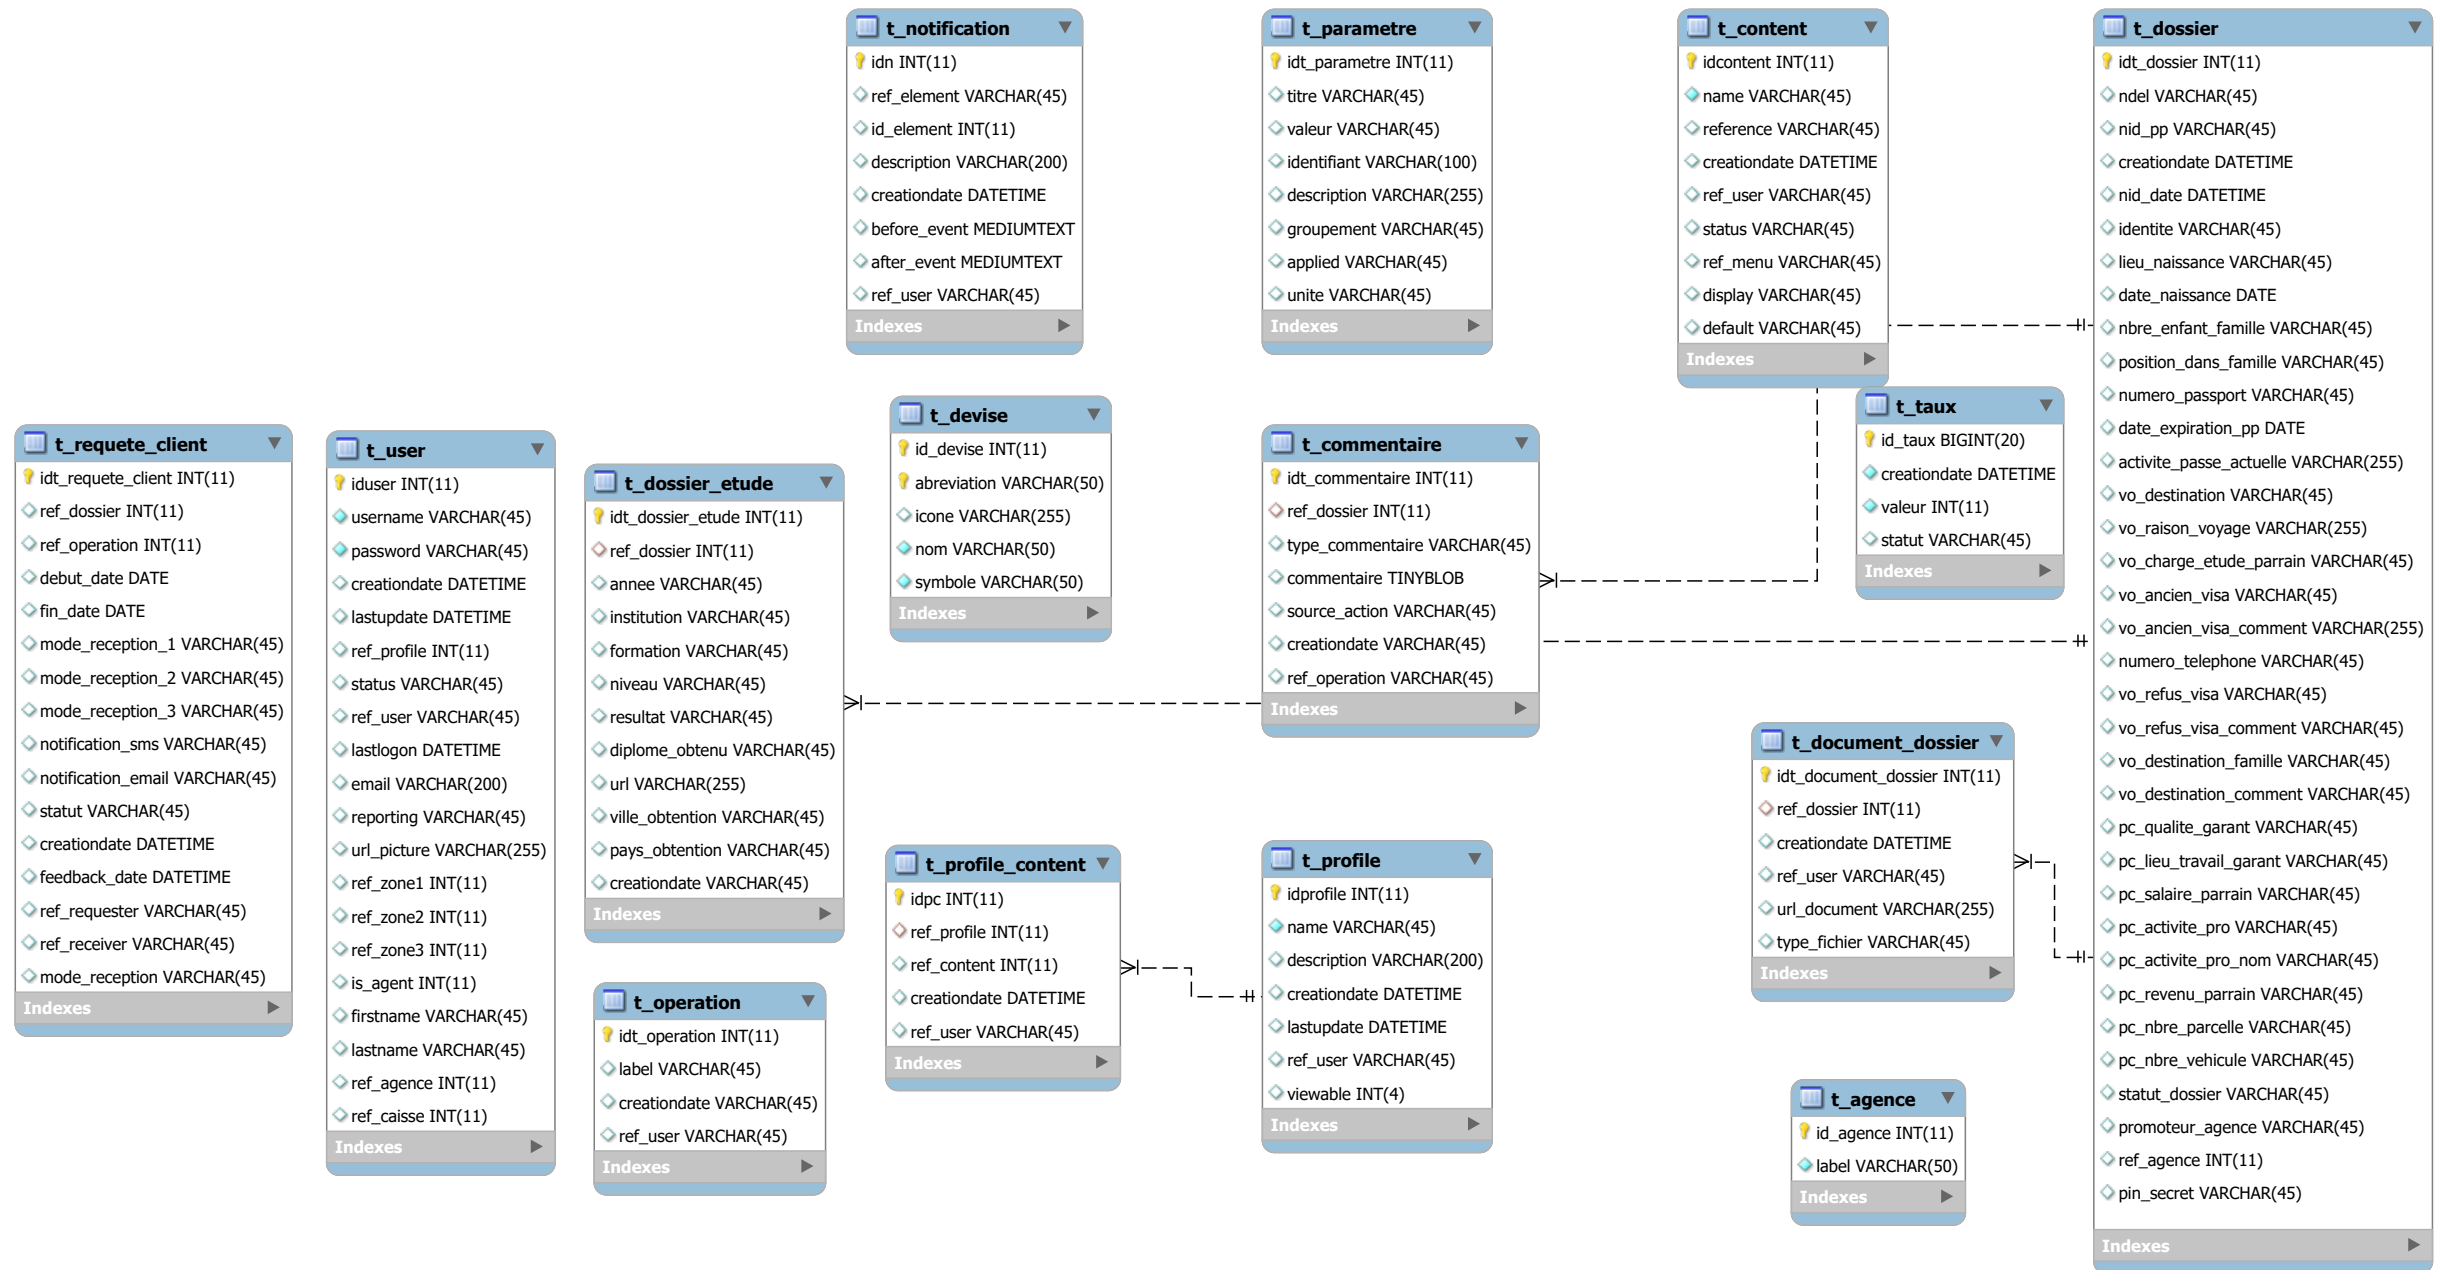 t_notification
idn INT(11)
ref_element VARCHAR(45)
id_element INT(11)
description VARCHAR(200)
creationdate DATETIME
before_event MEDIUMTEXT
after_event MEDIUMTEXT
ref_user VARCHAR(45)
Indexes
t_parametre
idt_parametre INT(11)
titre VARCHAR(45)
valeur VARCHAR(45)
identifiant VARCHAR(100)
description VARCHAR(255)
groupement VARCHAR(45)
applied VARCHAR(45)
unite VARCHAR(45)
Indexes
t_content
idcontent INT(11)
name VARCHAR(45)
reference VARCHAR(45)
creationdate DATETIME
ref_user VARCHAR(45)
status VARCHAR(45)
ref_menu VARCHAR(45)
display VARCHAR(45)
default VARCHAR(45)
Indexes
t_dossier
idt_dossier INT(11)
ndel VARCHAR(45)
nid_pp VARCHAR(45)
creationdate DATETIME
nid_date DATETIME
identite VARCHAR(45)
lieu_naissance VARCHAR(45)
date_naissance DATE
nbre_enfant_famille VARCHAR(45)
position_dans_famille VARCHAR(45)
numero_passport VARCHAR(45)
date_expiration_pp DATE
activite_passe_actuelle VARCHAR(255)
vo_destination VARCHAR(45)
vo_raison_voyage VARCHAR(255)
vo_charge_etude_parrain VARCHAR(45)
vo_ancien_visa VARCHAR(45)
vo_ancien_visa_comment VARCHAR(255)
numero_telephone VARCHAR(45)
vo_refus_visa VARCHAR(45)
vo_refus_visa_comment VARCHAR(45)
vo_destination_famille VARCHAR(45)
vo_destination_comment VARCHAR(45)
pc_qualite_garant VARCHAR(45)
pc_lieu_travail_garant VARCHAR(45)
pc_salaire_parrain VARCHAR(45)
pc_activite_pro VARCHAR(45)
pc_activite_pro_nom VARCHAR(45)
pc_revenu_parrain VARCHAR(45)
pc_nbre_parcelle VARCHAR(45)
pc_nbre_vehicule VARCHAR(45)
statut_dossier VARCHAR(45)
promoteur_agence VARCHAR(45)
ref_agence INT(11)
pin_secret VARCHAR(45)
Indexes
t_requete_client
idt_requete_client INT(11)
ref_dossier INT(11)
ref_operation INT(11)
debut_date DATE
fin_date DATE
mode_reception_1 VARCHAR(45)
mode_reception_2 VARCHAR(45)
mode_reception_3 VARCHAR(45)
notification_sms VARCHAR(45)
notification_email VARCHAR(45)
statut VARCHAR(45)
creationdate DATETIME
feedback_date DATETIME
ref_requester VARCHAR(45)
ref_receiver VARCHAR(45)
mode_reception VARCHAR(45)
Indexes
t_user
iduser INT(11)
username VARCHAR(45)
password VARCHAR(45)
creationdate DATETIME
lastupdate DATETIME
ref_profile INT(11)
status VARCHAR(45)
ref_user VARCHAR(45)
lastlogon DATETIME
email VARCHAR(200)
reporting VARCHAR(45)
url_picture VARCHAR(255)
ref_zone1 INT(11)
ref_zone2 INT(11)
ref_zone3 INT(11)
is_agent INT(11)
firstname VARCHAR(45)
lastname VARCHAR(45)
ref_agence INT(11)
ref_caisse INT(11)
Indexes
t_dossier_etude
idt_dossier_etude INT(11)
ref_dossier INT(11)
annee VARCHAR(45)
institution VARCHAR(45)
formation VARCHAR(45)
niveau VARCHAR(45)
resultat VARCHAR(45)
diplome_obtenu VARCHAR(45)
url VARCHAR(255)
ville_obtention VARCHAR(45)
pays_obtention VARCHAR(45)
creationdate VARCHAR(45)
Indexes
t_devise
id_devise INT(11)
abreviation VARCHAR(50)
icone VARCHAR(255)
nom VARCHAR(50)
symbole VARCHAR(50)
Indexes
t_commentaire
idt_commentaire INT(11)
ref_dossier INT(11)
type_commentaire VARCHAR(45)
commentaire TINYBLOB
source_action VARCHAR(45)
creationdate VARCHAR(45)
ref_operation VARCHAR(45)
Indexes
t_taux
id_taux BIGINT(20)
creationdate DATETIME
valeur INT(11)
statut VARCHAR(45)
Indexes
t_document_dossier
idt_document_dossier INT(11)
ref_dossier INT(11)
creationdate DATETIME
ref_user VARCHAR(45)
url_document VARCHAR(255)
type_fichier VARCHAR(45)
Indexes
t_profile_content
idpc INT(11)
ref_profile INT(11)
ref_content INT(11)
creationdate DATETIME
ref_user VARCHAR(45)
Indexes
t_profile
idprofile INT(11)
name VARCHAR(45)
description VARCHAR(200)
creationdate DATETIME
lastupdate DATETIME
ref_user VARCHAR(45)
viewable INT(4)
Indexes
t_operation
idt_operation INT(11)
label VARCHAR(45)
creationdate VARCHAR(45)
ref_user VARCHAR(45)
Indexes
t_agence
id_agence INT(11)
label VARCHAR(50)
Indexes